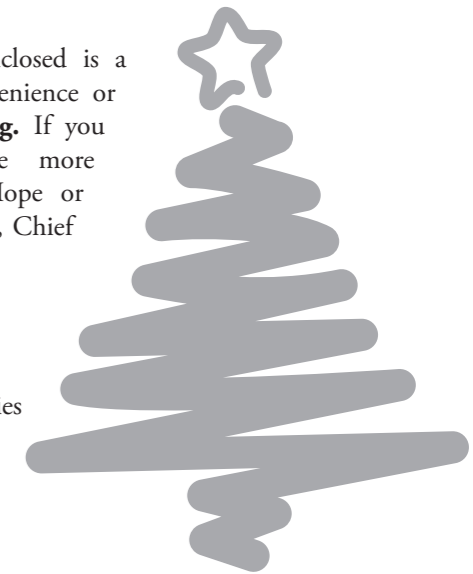 closed is a
enience or
g. If you
e more
Hope or
, Chief
ies